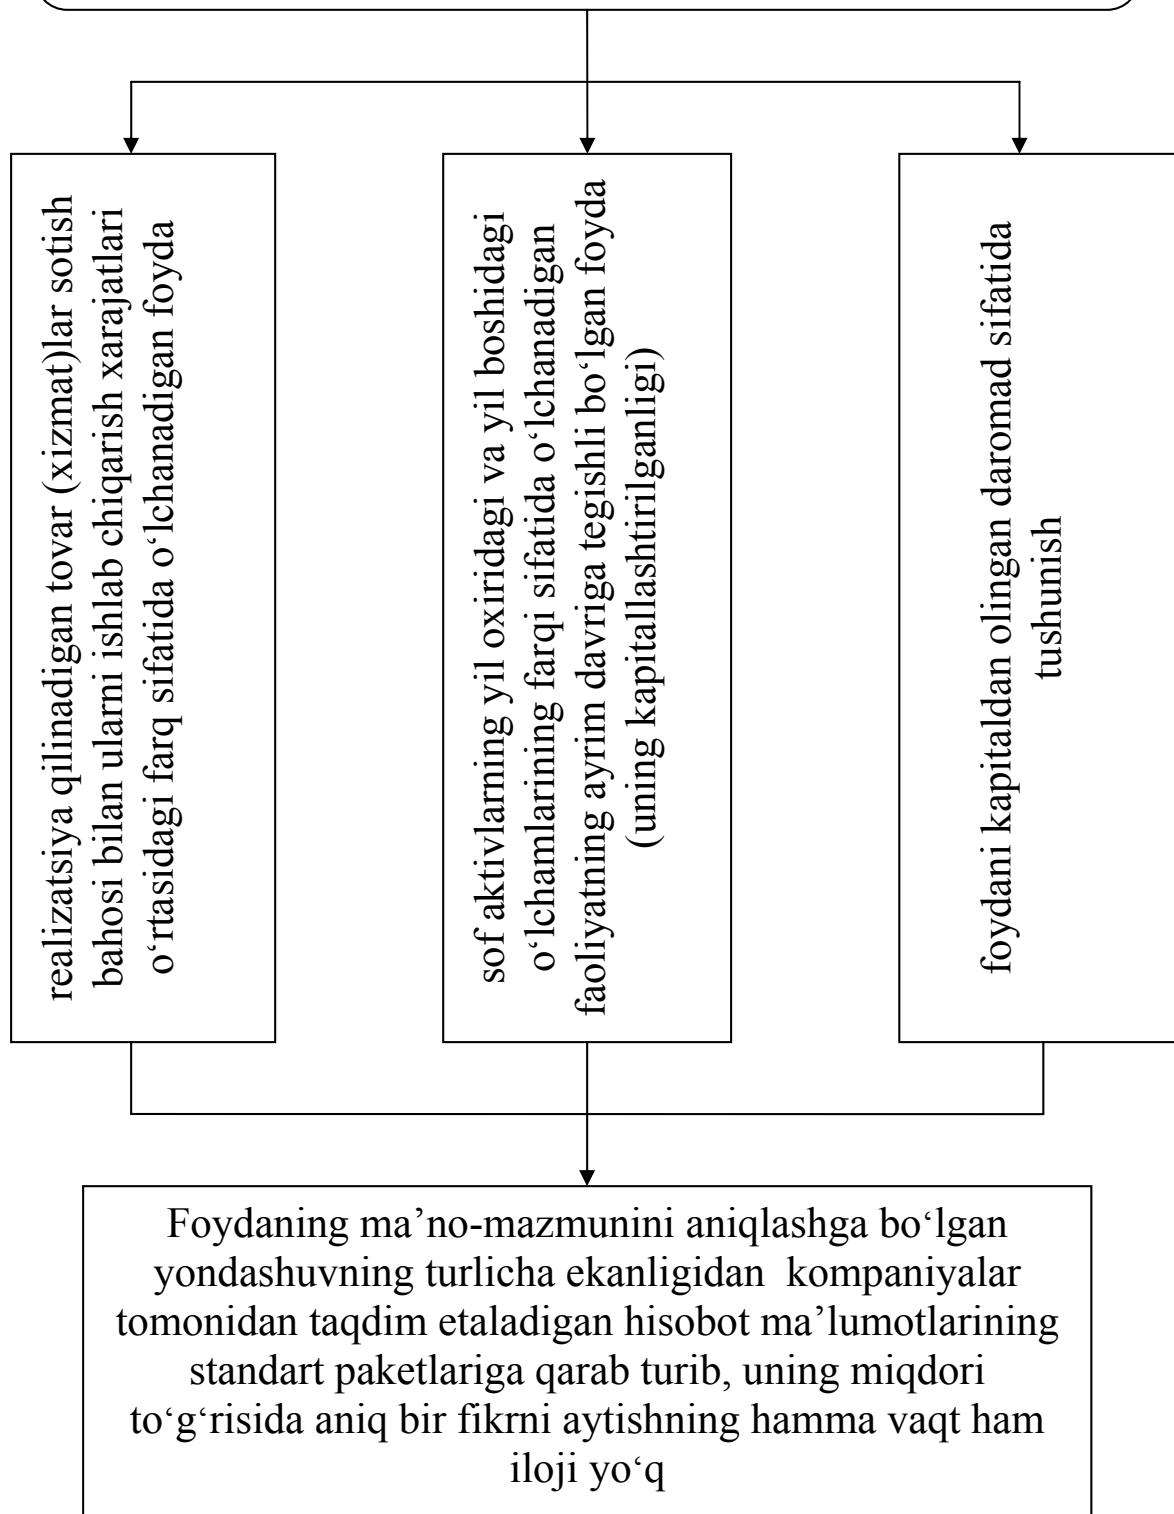 realizatsiya qilinadigan tovar (xizmat)lar sotish
bahosi bilan ularni ishlab chiqarish xarajatlari
o‘rtasidagi farq sifatida o‘lchanadigan foyda
sof aktivlarning yil oxiridagi va yil boshidagi
o‘lchamlarining farqi sifatida o‘lchanadigan
faoliyatning ayrim davriga tegishli bo‘lgan foyda
(uning kapitallashtirilganligi)
foydani kapitaldan olingan daromad sifatida
tushunish
Foydaning ma’no-mazmunini aniqlashga bo‘lgan
yondashuvning turlicha ekanligidan kompaniyalar
tomonidan taqdim etaladigan hisobot ma’lumotlarining
standart paketlariga qarab turib, uning miqdori
to‘g‘risida aniq bir fikrni aytishning hamma vaqt ham
iloji yo‘q